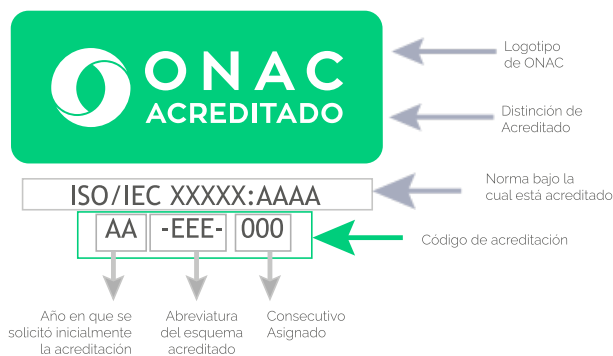 ONAC
ACREDITADO
Logotipo
de ONAC
Distinción de
Acreditado
ISO/IEC XXXXX:AAAA
Norma bajo la
cual está acreditado
AA -EEE- 000
Código de acreditación
Año en que se
solicitó inicialmente
la acreditación
Abreviatura
del esquema
acreditado
Consecutivo
Asignado